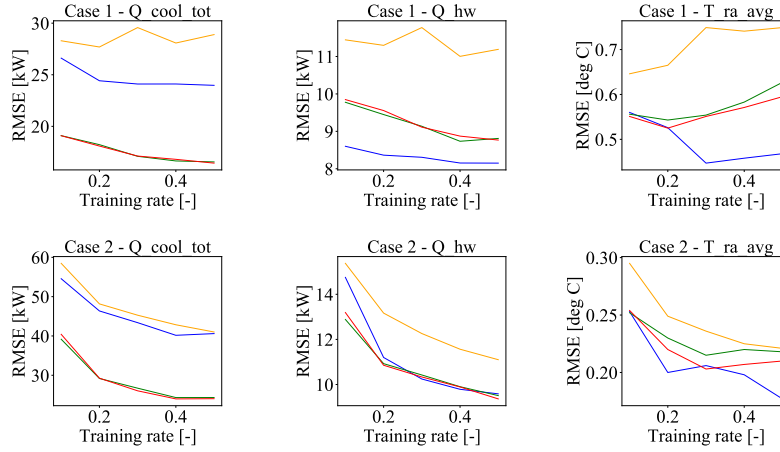 Case 1 - Q_cool_tot
RMSE [kW]
30
25
20
0.2
0.4
Training rate [-]
Case 1 - Q_hw
RMSE [kW]
11
10
9
8
0.2
0.4
Training rate [-]
Case 1 - T_ra_avg
RMSE [deg C]
0.7
0.6
0.5
0.2
0.4
Training rate [-]
Case 2 - Q_cool_tot
RMSE [kW]
60
50
40
30
0.2
0.4
Training rate [-]
Case 2 - Q_hw
RMSE [kW]
14
12
10
0.2
0.4
Training rate [-]
Case 2 - T_ra_avg
RMSE [deg C]
0.30
0.25
0.20
0.2
0.4
Training rate [-]